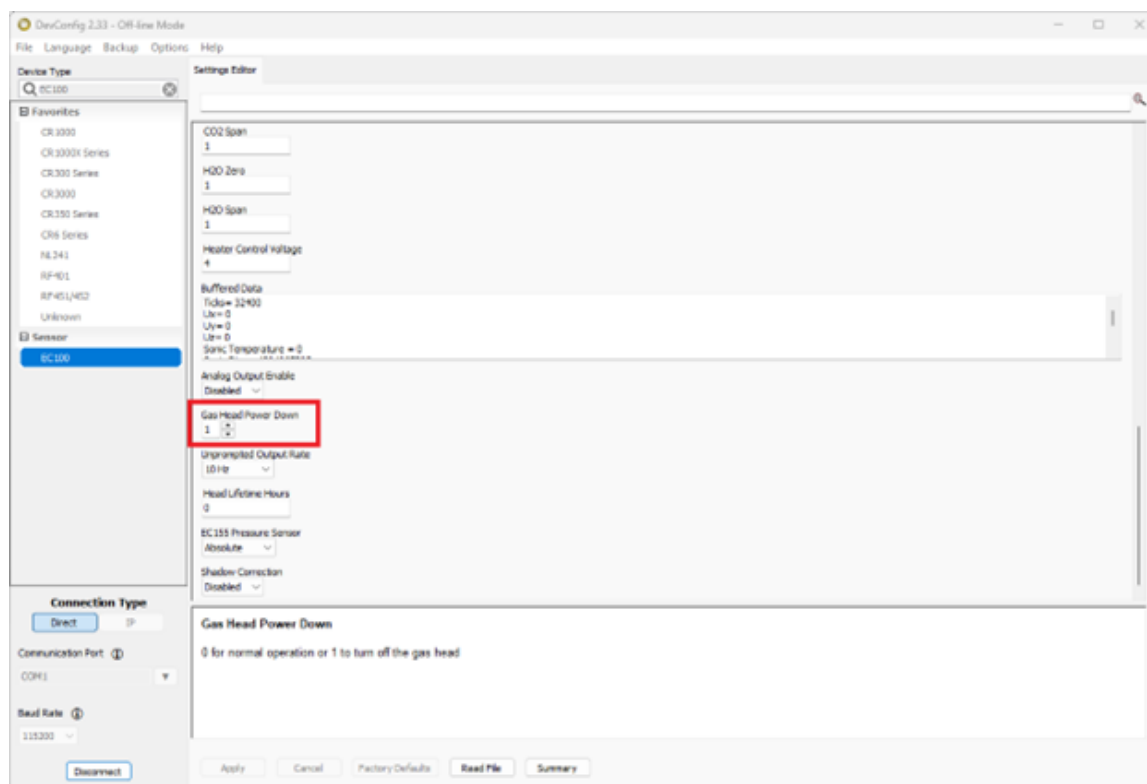 DevConfig 2.33 - Off-line Mode
File Language Backup Options Help
Device Type
EC100
Favorites
CR1000
CR1000X Series
CR300 Series
CR3000
CR350 Series
CR6 Series
NL241
RF401
RF451/452
Unknown
Sensor
EC100
Settings Editor
CO2 Span
1
H2O Zero
1
H2O Span
1
Heater Control Voltage
4
Buffered Data
Ticks= 32400
Ux= 0
Uy= 0
Uz= 0
Sonic Temperature = 0
Analog Output Enable
Disabled
Gas Head Power Down
1
Unprompted Output Rate
10 Hz
Head Lifetime Hours
0
EC155 Pressure Sensor
Absolute
Shadow Correction
Disabled
Connection Type
Direct IP
Communication Port
COM1
Baud Rate
115200
Disconnect
Gas Head Power Down
0 for normal operation or 1 to turn off the gas head
Apply Cancel Factory Defaults Read File Summary